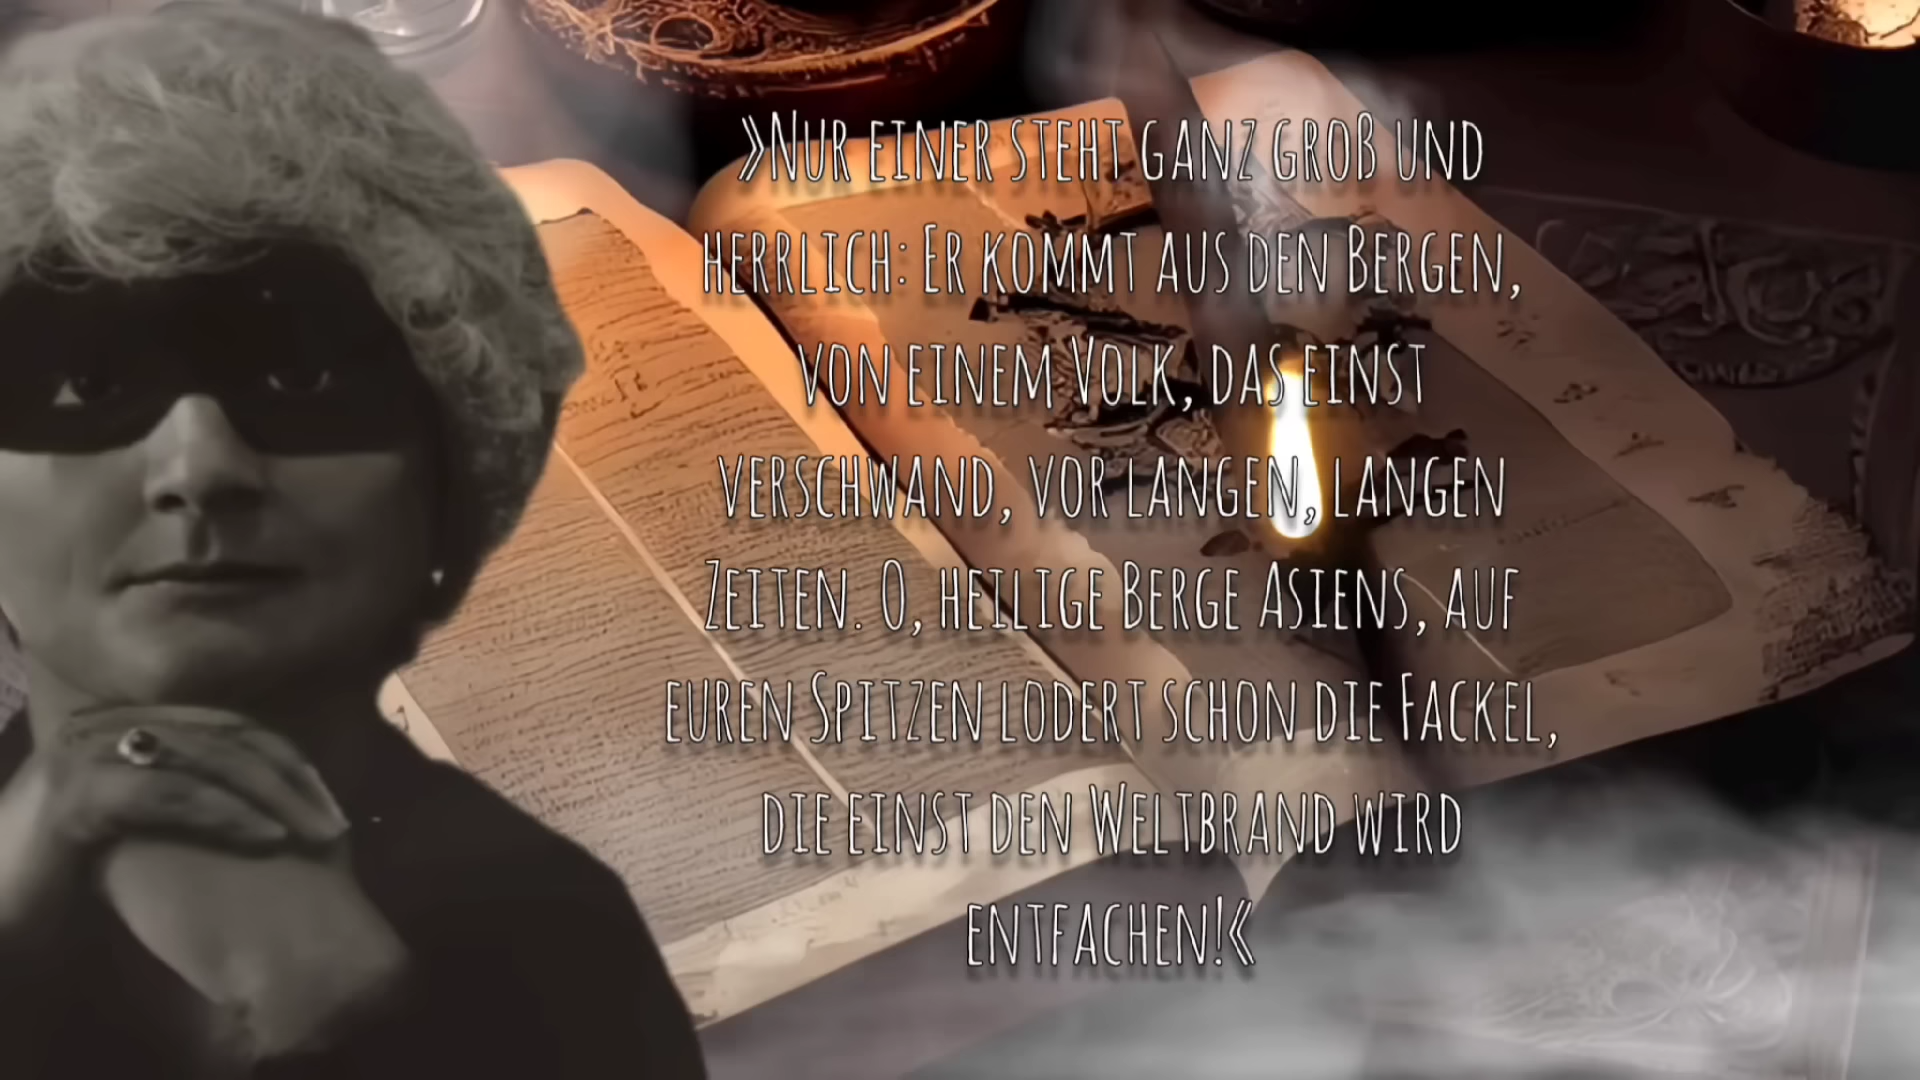 »Nur einer steht ganz groß und
herrlich: Er kommt aus den Bergen,
von einem Volk, das einst
verschwand, vor langen, langen
Zeiten. O, heilige Berge Asiens, auf
euren Spitzen lodert schon die Fackel,
die einst den Weltbrand wird
entfachen!«